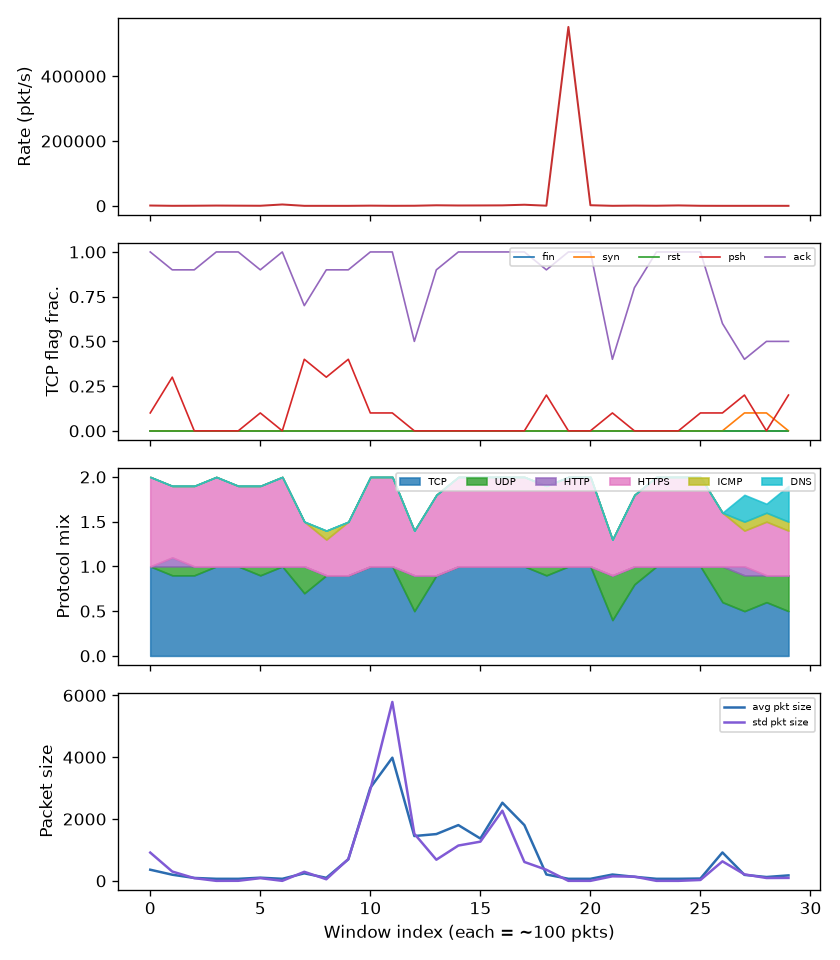 400000
200000
0
Rate (pkt/s)
1.00
0.75
0.50
0.25
0.00
TCP flag frac.
fin syn rst psh ack
2.0
1.5
1.0
0.5
0.0
Protocol mix
TCP UDP HTTP HTTPS ICMP DNS
6000
4000
2000
0
Packet size
avg pkt size
std pkt size
0 5 10 15 20 25 30
Window index (each = ~100 pkts)